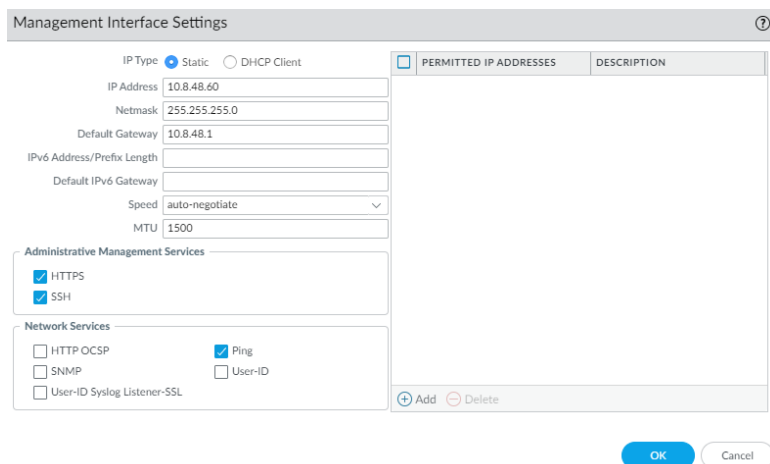 Management Interface Settings
?
IP Type Static DHCP Client
IP Address 10.8.48.60
Netmask 255.255.255.0
Default Gateway 10.8.48.1
IPv6 Address/Prefix Length
Default IPv6 Gateway
Speed auto-negotiate
MTU 1500
Administrative Management Services
HTTPS
SSH
Network Services
HTTP OCSP Ping
SNMP User-ID
User-ID Syslog Listener-SSL
PERMITTED IP ADDRESSES DESCRIPTION
Add Delete
OK Cancel